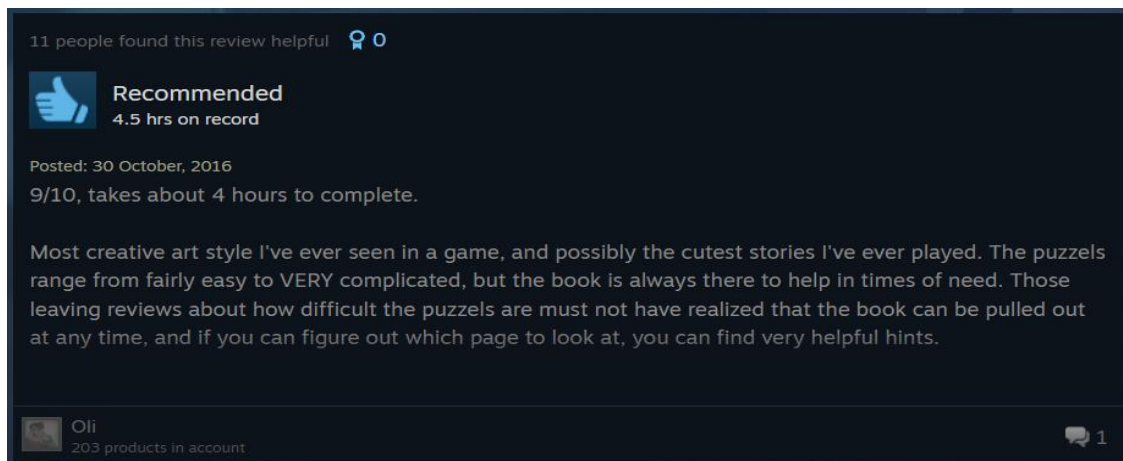 11 people found this review helpful 0
Recommended
4.5 hrs on record
Posted: 30 October, 2016
9/10, takes about 4 hours to complete.
Most creative art style I've ever seen in a game, and possibly the cutest stories I've ever played. The puzzels
range from fairly easy to VERY complicated, but the book is always there to help in times of need. Those
leaving reviews about how difficult the puzzels are must not have realized that the book can be pulled out
at any time, and if you can figure out which page to look at, you can find very helpful hints.
Oli
203 products in account
1